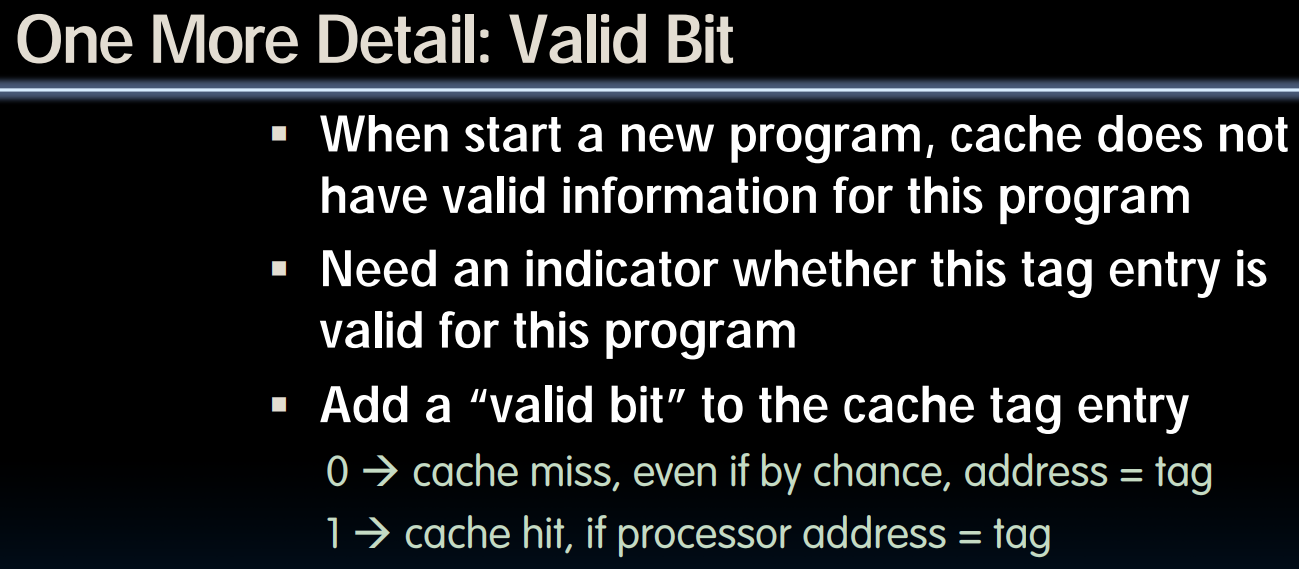 One More Detail: Valid Bit
▪ When start a new program, cache does not
have valid information for this program
▪ Need an indicator whether this tag entry is
valid for this program
▪ Add a “valid bit” to the cache tag entry
0 → cache miss, even if by chance, address = tag
1 → cache hit, if processor address = tag